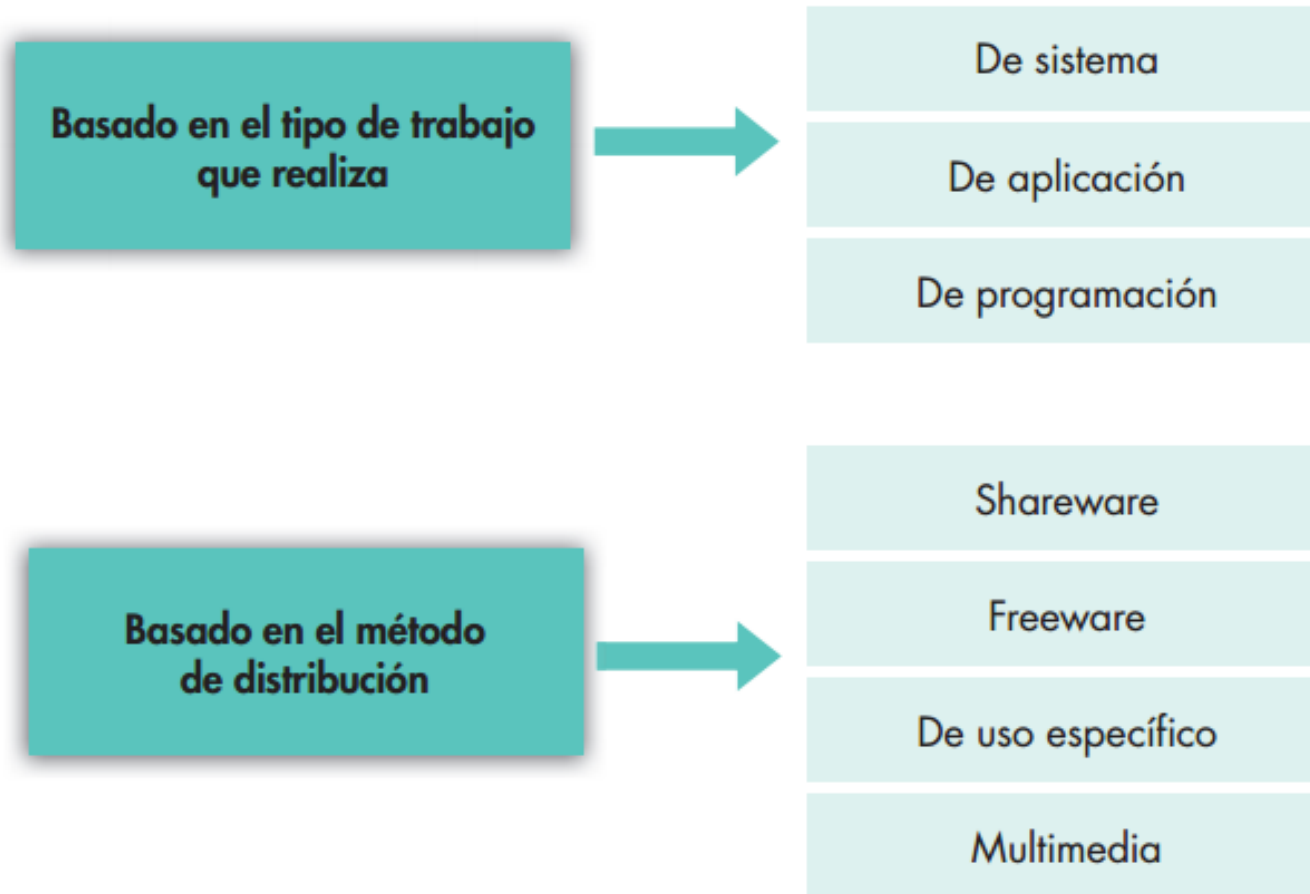 Basado en el tipo de trabajo
que realiza
De sistema
De aplicación
De programación
Basado en el método
de distribución
Shareware
Freeware
De uso específico
Multimedia